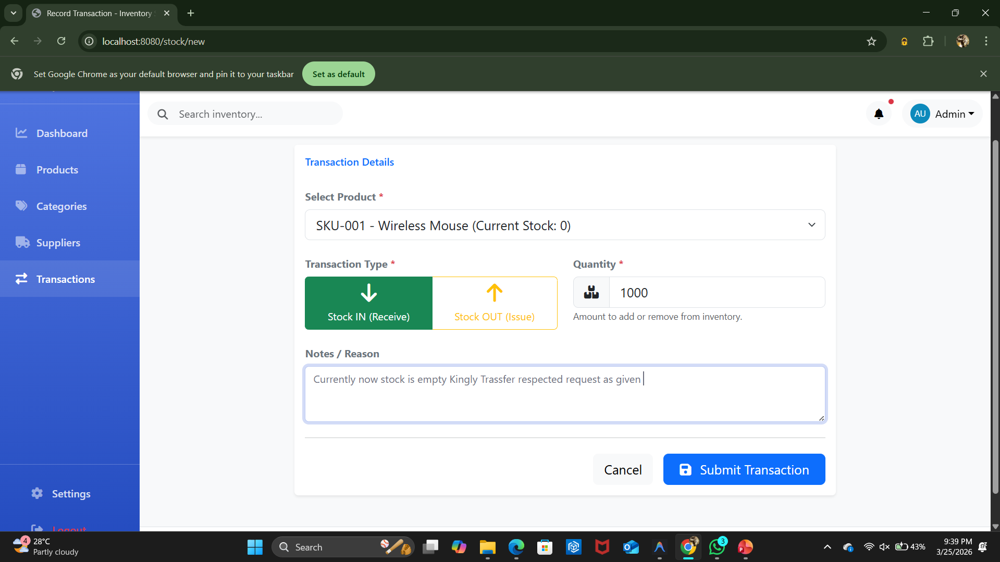 Record Transaction - Inventory
localhost:8080/stock/new
Set Google Chrome as your default browser and pin it to your taskbar
Set as default
Search inventory...
AU
Admin
Dashboard
Products
Categories
Suppliers
Transactions
Settings
Logout
Transaction Details
Select Product *
SKU-001 - Wireless Mouse (Current Stock: 0)
Transaction Type *
Quantity *
Stock IN (Receive)
Stock OUT (Issue)
1000
Amount to add or remove from inventory.
Notes / Reason
Currently now stock is empty Kingly Trassfer respected request as given
Cancel
Submit Transaction
4
28°C
Partly cloudy
Search
3
P
43%
9:39 PM
3/25/2026